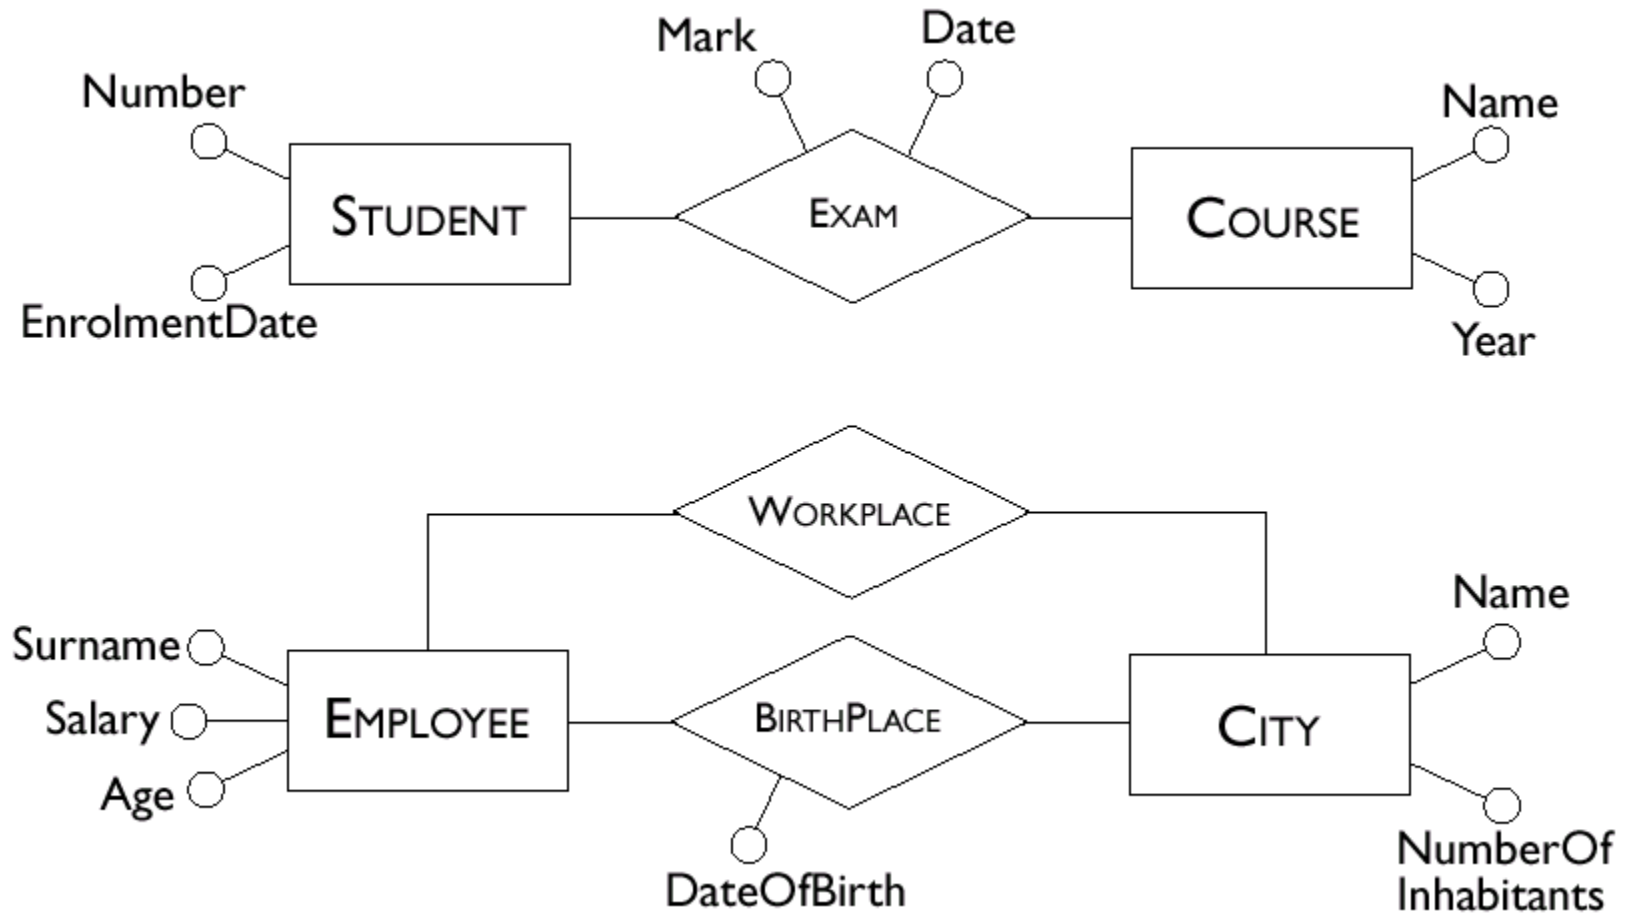 Mark
Date
Number
Name
STUDENT
EXAM
COURSE
EnrolmentDate
Year
WORKPLACE
Name
Surname
Salary
EMPLOYEE
BIRTHPLACE
CITY
Age
DateOfBirth
NumberOf
Inhabitants